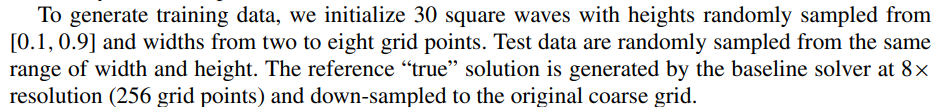 To generate training data, we initialize 30 square waves with heights randomly sampled from
[0.1, 0.9] and widths from two to eight grid points. Test data are randomly sampled from the same
range of width and height. The reference “true” solution is generated by the baseline solver at 8×
resolution (256 grid points) and down-sampled to the original coarse grid.